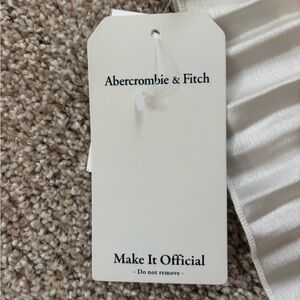 Abercrombie & Fitch
Make It Official
- Do not remove -